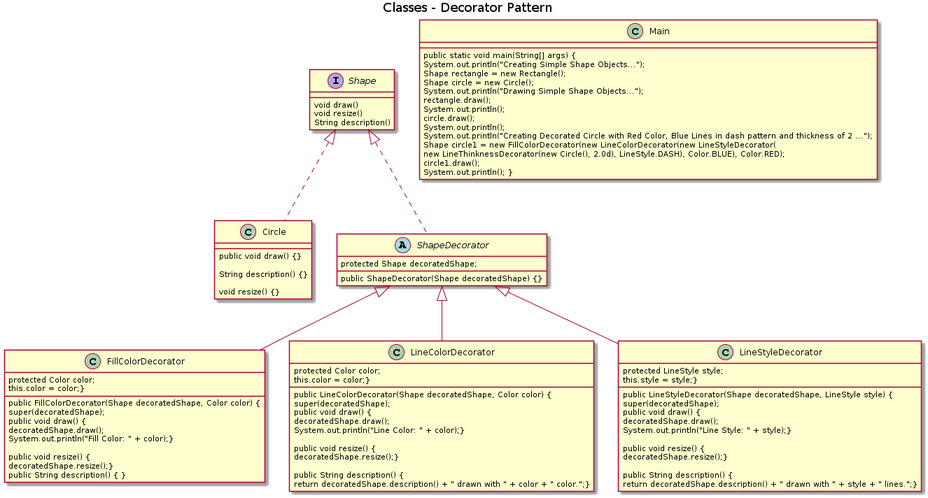 Classes - Decorator Pattern
C Main
public static void main(String[] args) {
System.out.println("Creating Simple Shape Objects...");
Shape rectangle = new Rectangle();
Shape circle = new Circle();
System.out.println("Drawing Simple Shape Objects...");
rectangle.draw();
System.out.println();
circle.draw();
System.out.println();
System.out.println("Creating Decorated Circle with Red Color, Blue Lines in dash pattern and thickness of 2 ...");
Shape circle1 = new FillColorDecorator(new LineColorDecorator(new LineStyleDecorator(
new LineThinknessDecorator(new Circle(), 2.0d), LineStyle.DASH), Color.BLUE), Color.RED);
circle1.draw();
System.out.println(); }
I Shape
void draw()
void resize()
String description()
C Circle
public void draw() {}
String description() {}
void resize() {}
A ShapeDecorator
protected Shape decoratedShape;
public ShapeDecorator(Shape decoratedShape) {}
C FillColorDecorator
protected Color color;
this.color = color;}
public FillColorDecorator(Shape decoratedShape, Color color) {
super(decoratedShape);
public void draw() {
decoratedShape.draw();
System.out.println("Fill Color: " + color);}
public void resize() {
decoratedShape.resize();}
public String description() { }
C LineColorDecorator
protected Color color;
this.color = color;}
public LineColorDecorator(Shape decoratedShape, Color color) {
super(decoratedShape);
public void draw() {
decoratedShape.draw();
System.out.println("Line Color: " + color);}
public void resize() {
decoratedShape.resize();}
public String description() {
return decoratedShape.description() + " drawn with " + color + " color.";}
C LineStyleDecorator
protected LineStyle style;
this.style = style;}
public LineStyleDecorator(Shape decoratedShape, LineStyle style) {
super(decoratedShape);
public void draw() {
decoratedShape.draw();
System.out.println("Line Style: " + style);}
public void resize() {
decoratedShape.resize();}
public String description() {
return decoratedShape.description() + " drawn with " + style + " lines.";}